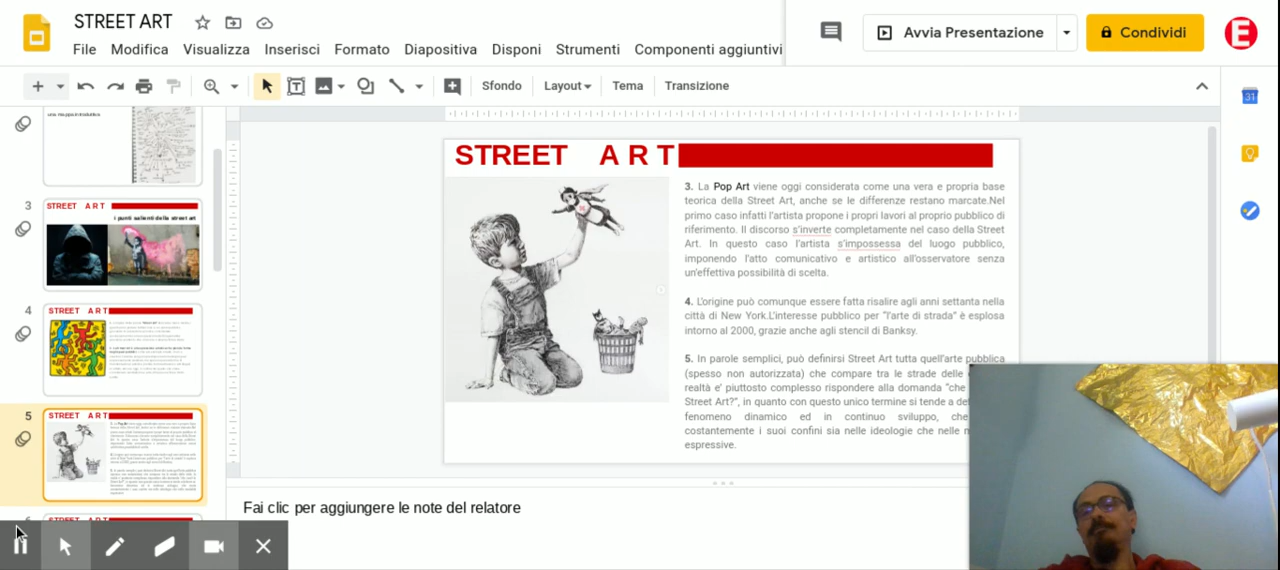 STREET ART
File Modifica Visualizza Inserisci Formato Diapositiva Disponi Strumenti Componenti aggiuntivi
Avvia Presentazione
Condividi
E
Sfondo Layout Tema Transizione
31
una mappa introduttiva
3
STREET ART
i punti salienti della street art
4
STREET ART
5
STREET ART
STREET ART
STREET A R T
3. La Pop Art viene oggi considerata come una vera e propria base
teorica della Street Art, anche se le differenze restano marcate.Nel
primo caso infatti l'artista propone i propri lavori al proprio pubblico di
riferimento. Il discorso s'inverte completamente nel caso della Street
Art. In questo caso l'artista s'impossessa del luogo pubblico,
imponendo l'atto comunicativo e artistico all'osservatore senza
un'effettiva possibilità di scelta.
4. L'origine può comunque essere fatta risalire agli anni settanta nella
città di New York.L'interesse pubblico per "l'arte di strada" è esplosa
intorno al 2000, grazie anche agli stencil di Banksy.
5. In parole semplici, può definirsi Street Art tutta quell'arte pubblica
(spesso non autorizzata) che compare tra le strade delle
realtà e' piuttosto complesso rispondere alla domanda "che
Street Art?", in quanto con questo unico termine si tende a
fenomeno dinamico ed in continuo sviluppo, che
costantemente i suoi confini sia nelle ideologie che nelle
espressive.
Fai clic per aggiungere le note del relatore